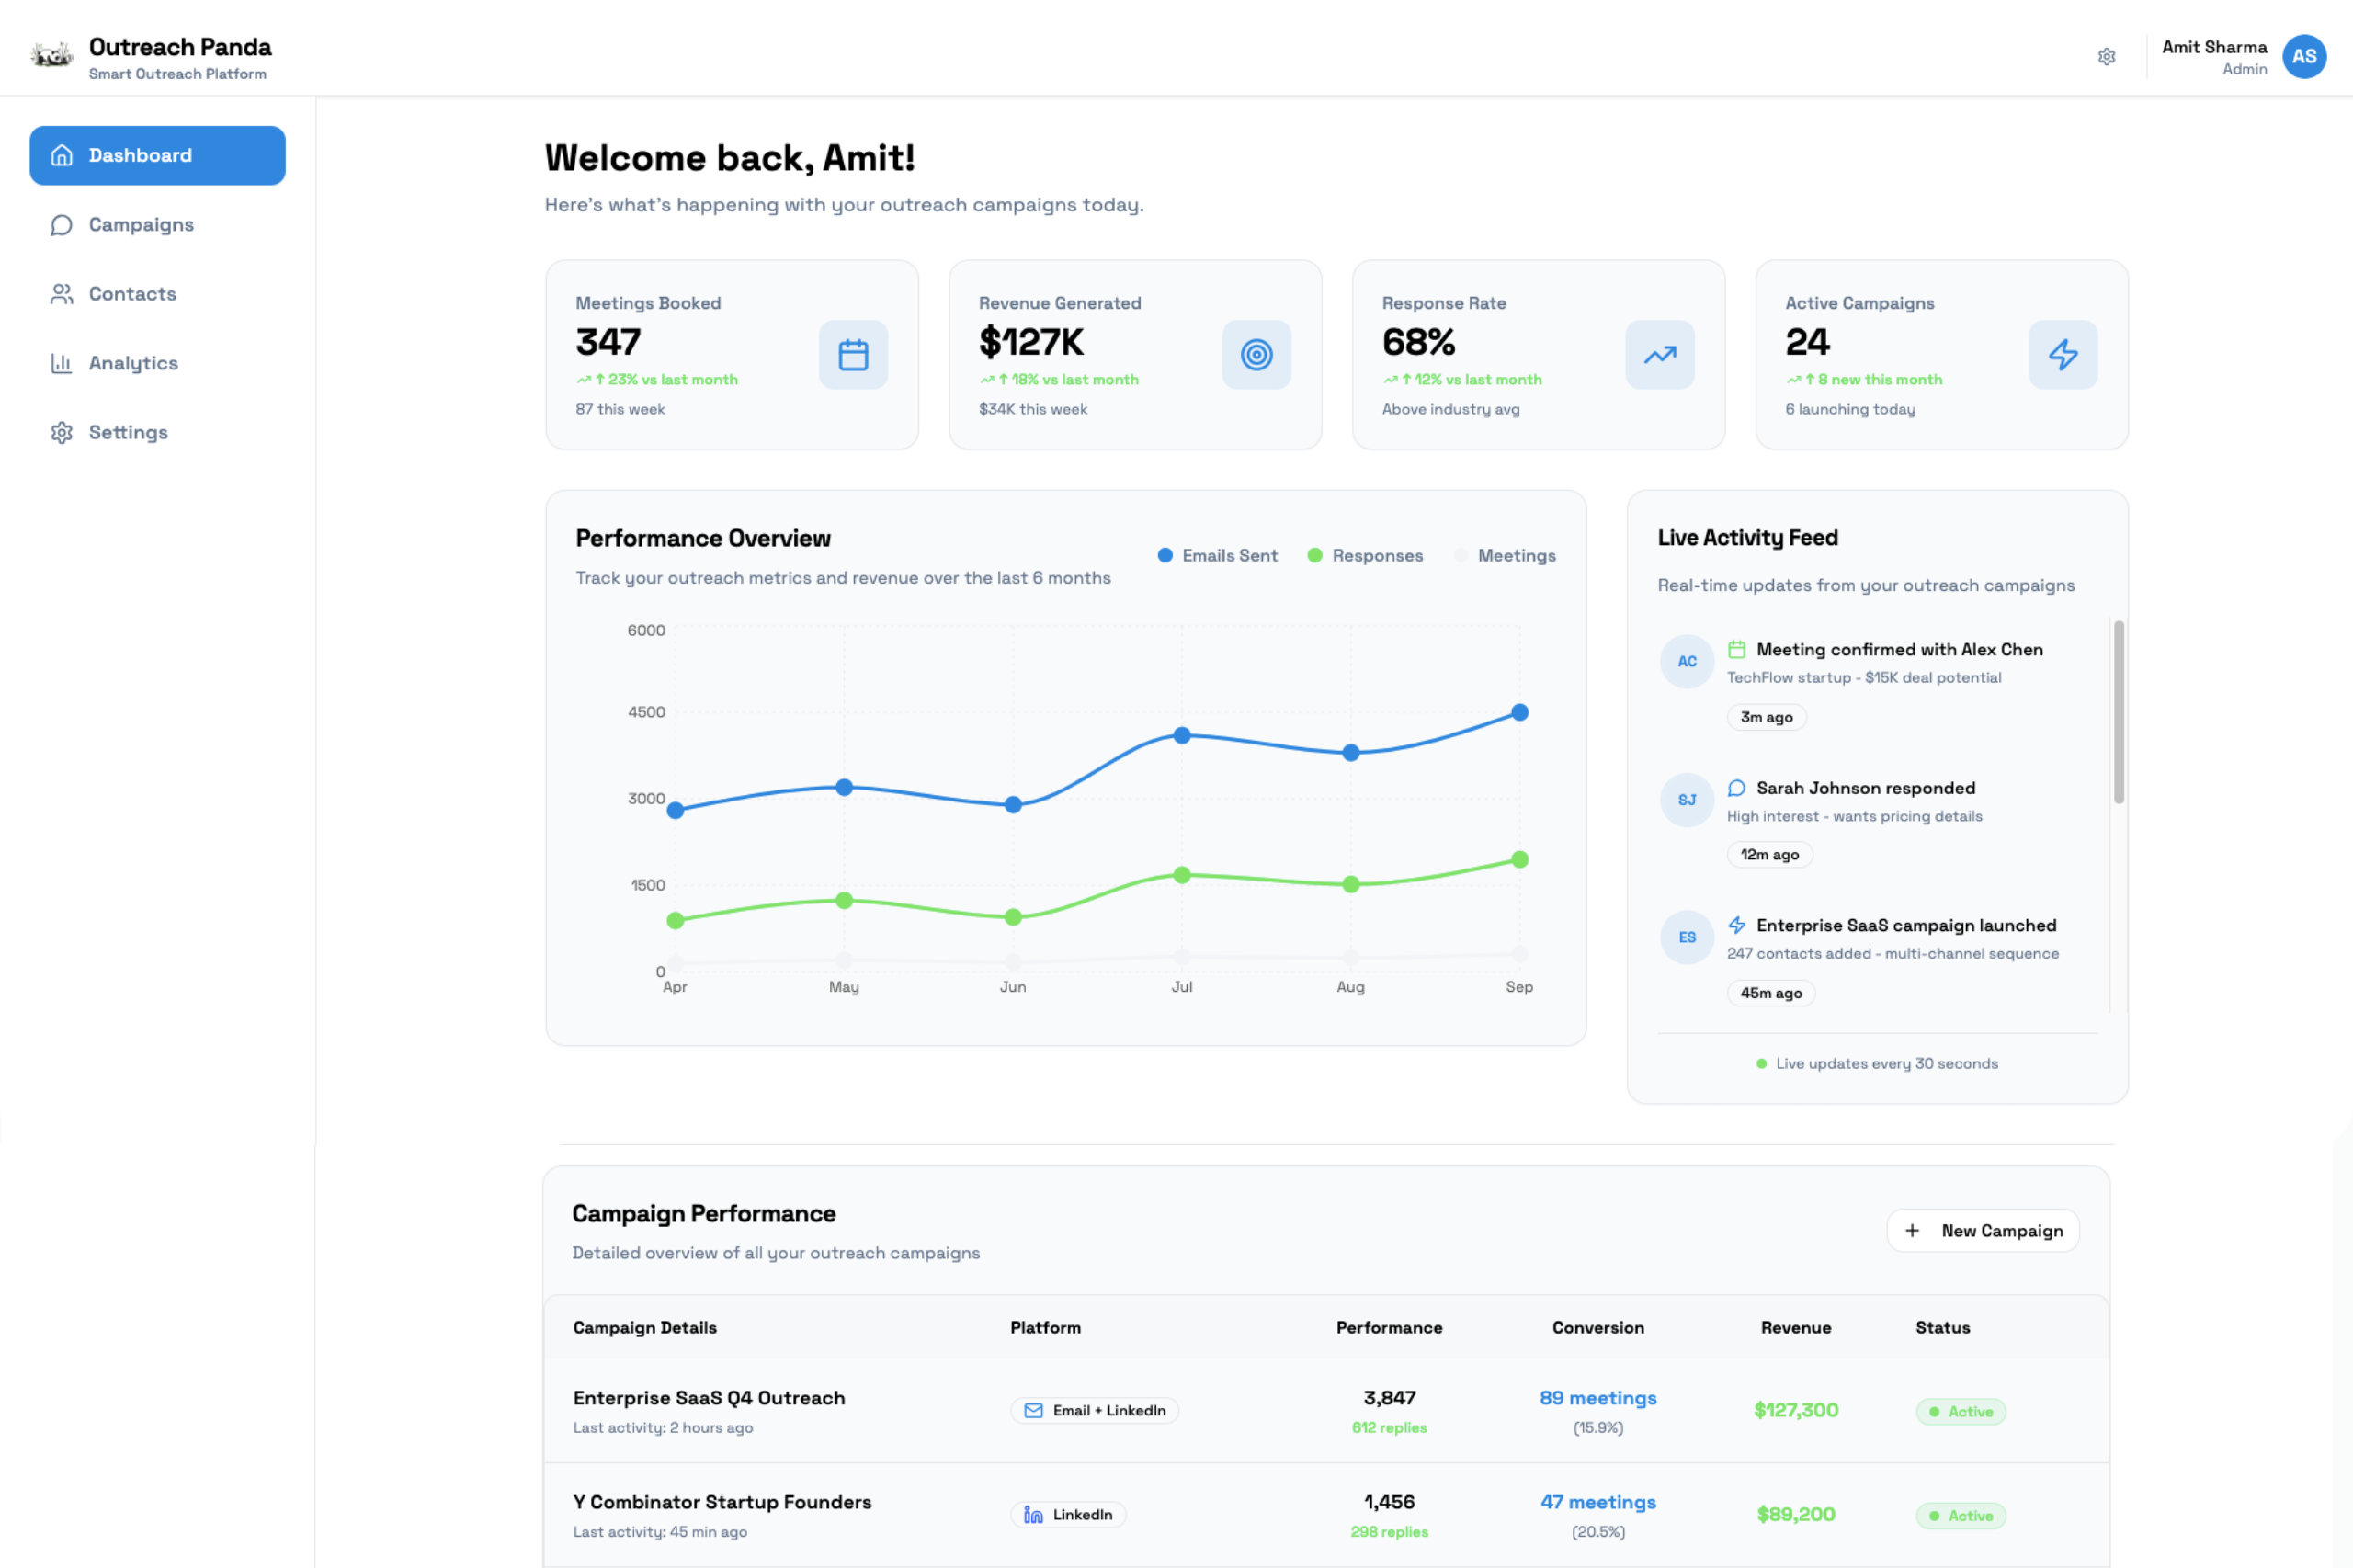 Outreach Panda
Smart Outreach Platform
Amit Sharma
Admin
AS
Dashboard
Campaigns
Contacts
Analytics
Settings
Welcome back, Amit!
Here's what's happening with your outreach campaigns today.
Meetings Booked
347
↑ 23% vs last month
87 this week
Revenue Generated
$127K
↑ 18% vs last month
$34K this week
Response Rate
68%
↑ 12% vs last month
Above industry avg
Active Campaigns
24
↑ 8 new this month
6 launching today
Performance Overview
Track your outreach metrics and revenue over the last 6 months
Emails Sent
Responses
Meetings
6000
4500
3000
1500
0
Apr
May
Jun
Jul
Aug
Sep
Live Activity Feed
Real-time updates from your outreach campaigns
AC
Meeting confirmed with Alex Chen
TechFlow startup - $15K deal potential
3m ago
SJ
Sarah Johnson responded
High interest - wants pricing details
12m ago
ES
Enterprise SaaS campaign launched
247 contacts added - multi-channel sequence
45m ago
Live updates every 30 seconds
Campaign Performance
Detailed overview of all your outreach campaigns
+ New Campaign
Campaign Details Platform Performance Conversion Revenue Status
Enterprise SaaS Q4 Outreach
Last activity: 2 hours ago
Email + LinkedIn
3,847
612 replies
89 meetings
(15.9%)
$127,300
Active
Y Combinator Startup Founders
Last activity: 45 min ago
LinkedIn
1,456
298 replies
47 meetings
(20.5%)
$89,200
Active